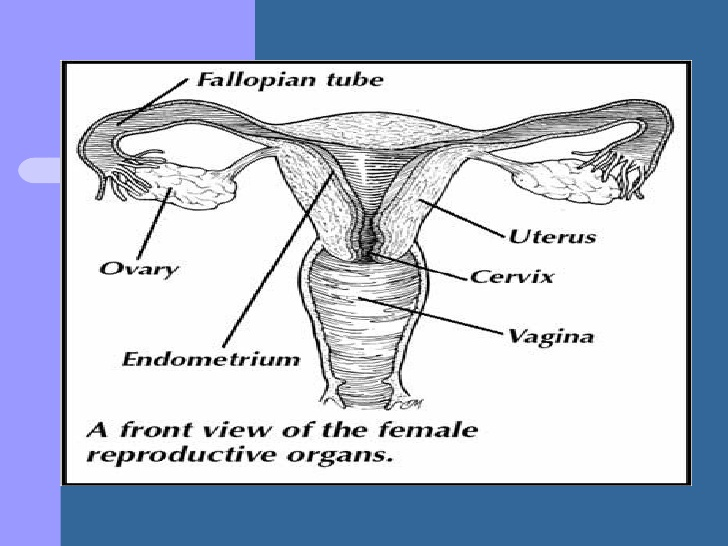 Fallopian tube
Ovary
Uterus
Cervix
Vagina
Endometrium
A front view of the female
reproductive organs.